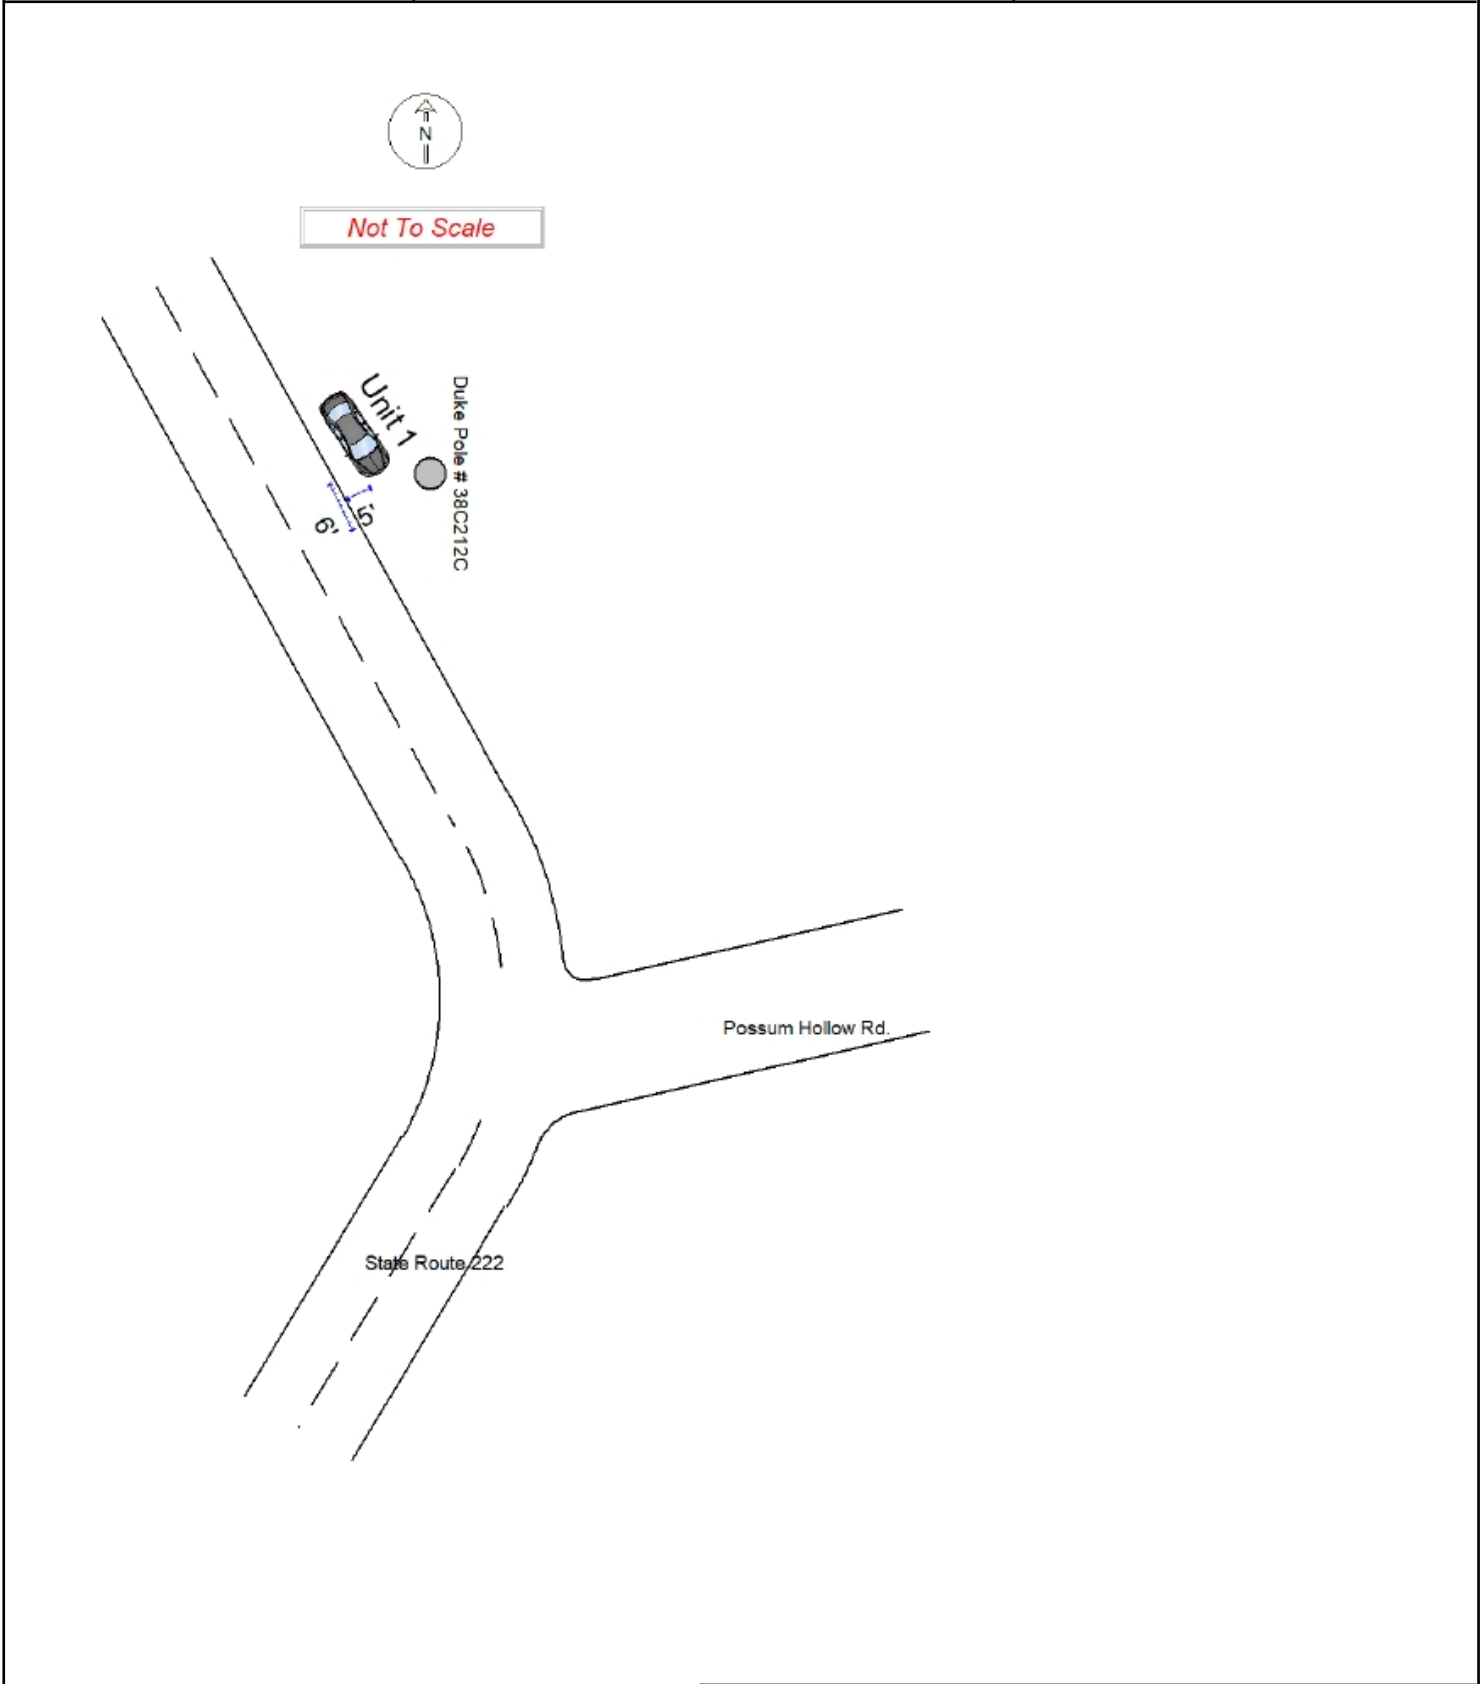 N
Not To Scale
Unit 1
Duke Pole # 38C212C
5'
6'
Possum Hollow Rd.
State Route 222